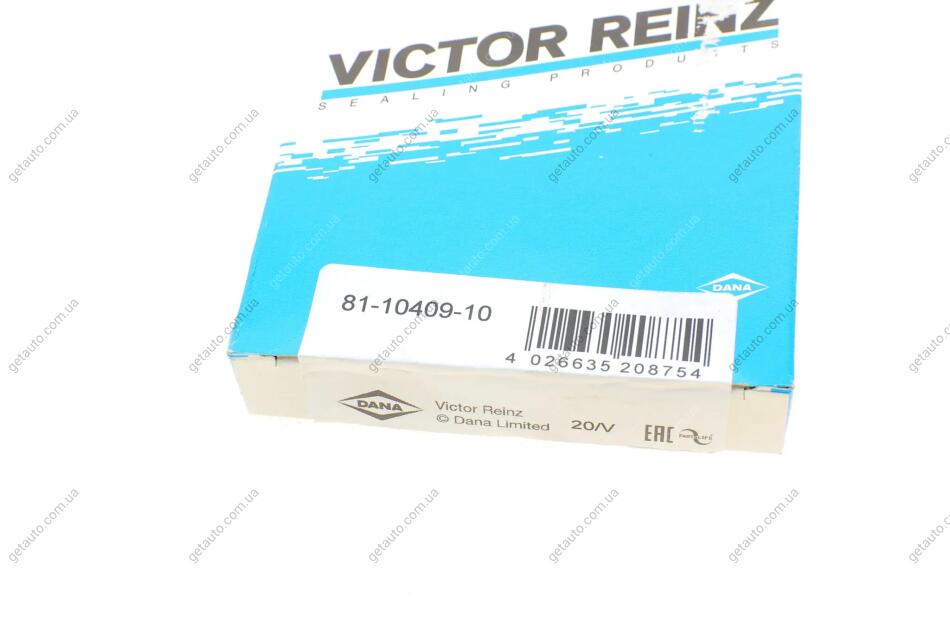 VICTOR REINZ
SEALING PRODUCTS
DANA
81-10409-10
4 026635 208754
DANA
Victor Reinz
© Dana Limited
20/V
EAC
getauto.com.ua